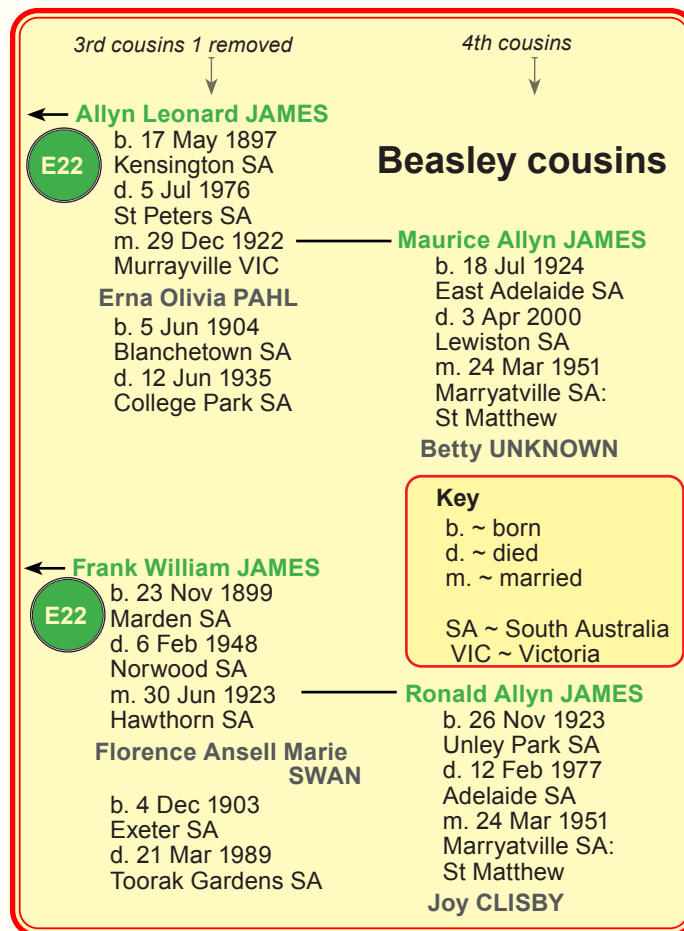 3rd cousins 1 removed
4th cousins
Allyn Leonard JAMES
E22
b. 17 May 1897
Kensington SA
d. 5 Jul 1976
St Peters SA
m. 29 Dec 1922
Murrayville VIC
Erna Olivia PAHL
b. 5 Jun 1904
Blanchetown SA
d. 12 Jun 1935
College Park SA
Beasley cousins
Maurice Allyn JAMES
b. 18 Jul 1924
East Adelaide SA
d. 3 Apr 2000
Lewiston SA
m. 24 Mar 1951
Marryatville SA:
St Matthew
Betty UNKNOWN
Key
b. ~ born
d. ~ died
m. ~ married
SA ~ South Australia
VIC ~ Victoria
Frank William JAMES
E22
b. 23 Nov 1899
Marden SA
d. 6 Feb 1948
Norwood SA
m. 30 Jun 1923
Hawthorn SA
Florence Ansell Marie
SWAN
b. 4 Dec 1903
Exeter SA
d. 21 Mar 1989
Toorak Gardens SA
Ronald Allyn JAMES
b. 26 Nov 1923
Unley Park SA
d. 12 Feb 1977
Adelaide SA
m. 24 Mar 1951
Marryatville SA:
St Matthew
Joy CLISBY